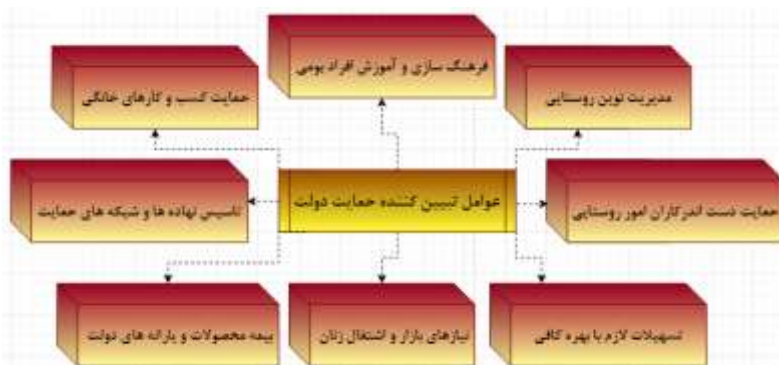 فرهنگ سازی و آموزش افراد بومی
مدیریت نوین روستایی
حمایت کسب و کارهای خانگی
عوامل تبیین کننده حمایت دولت
حمایت دست اندرکاران امور روستایی
تاسیس نهاده ها و شبکه های حمایت
تسهیلات لازم با بهره کافی
نیازهای بازار و اشتغال زنان
بیمه محصولات و یارانه های دولت